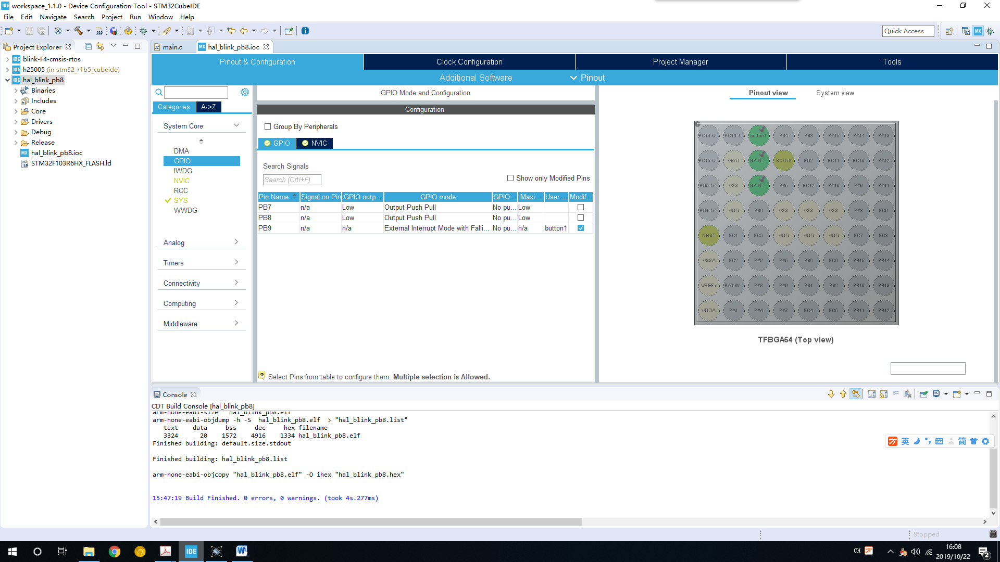 workspace_1.1.0 - Device Configuration Tool - STM32CubeIDE
File Edit Navigate Search Project Run Window Help
Quick Access
Project Explorer
main.c
hal_blink_pb8.ioc
blink-F4-cmsis-rtos
h25005 (in stm32_r1b5_cubeide)
hal_blink_pb8
Binaries
Includes
Core
Drivers
Debug
Release
hal_blink_pb8.ioc
STM32F103R6HX_FLASH.ld
Pinout & Configuration
Clock Configuration
Project Manager
Tools
Additional Software
Pinout
Categories
A->Z
System Core
DMA
GPIO
IWDG
NVIC
RCC
SYS
WWDG
Analog
Timers
Connectivity
Computing
Middleware
GPIO Mode and Configuration
Configuration
Group By Peripherals
GPIO
NVIC
Search Signals
Search (Crtl+F)
Show only Modified Pins
Pin Name Signal on Pin GPIO outp... GPIO mode GPIO... Maxi... User ... Modif...
PB7 n/a Low Output Push Pull No pu... Low
PB8 n/a Low Output Push Pull No pu... Low
PB9 n/a n/a External Interrupt Mode with Falli... No pu... n/a button1
Select Pins from table to configure them. Multiple selection is Allowed.
Pinout view
System view
PC14-O.. PC13-T.. button1 PB4 PB3 PA15 PA14 PA13
PC15-O.. VBAT GPIO_.. BOOT0 PD2 PC11 PC10 PA12
PD0-O.. VSS GPIO_.. PB5 PC12 PA10 PA9 PA11
PD1-O.. VDD PB6 VSS VSS VSS PA8 PC9
NRST PC1 PC0 VDD VDD VDD PC7 PC8
VSSA PC2 PA2 PA5 PB0 PC6 PB15 PB14
VREF+ PA0-W.. PA3 PA6 PB1 PB2 PB10 PB13
VDDA PA1 PA4 PA7 PC4 PC5 PB11 PB12
TFBGA64 (Top view)
Console
CDT Build Console [hal_blink_pb8]
arm-none-eabi-size hal_blink_pb8.elf
arm-none-eabi-objdump -h -S hal_blink_pb8.elf > "hal_blink_pb8.list"
text data bss dec hex filename
3324 20 1572 4916 1334 hal_blink_pb8.elf
Finished building: default.size.stdout
Finished building: hal_blink_pb8.list
arm-none-eabi-objcopy "hal_blink_pb8.elf" -O ihex "hal_blink_pb8.hex"
15:47:19 Build Finished. 0 errors, 0 warnings. (took 4s.277ms)
英 简
Stopped
IDE
CH
16:08
2019/10/22
2